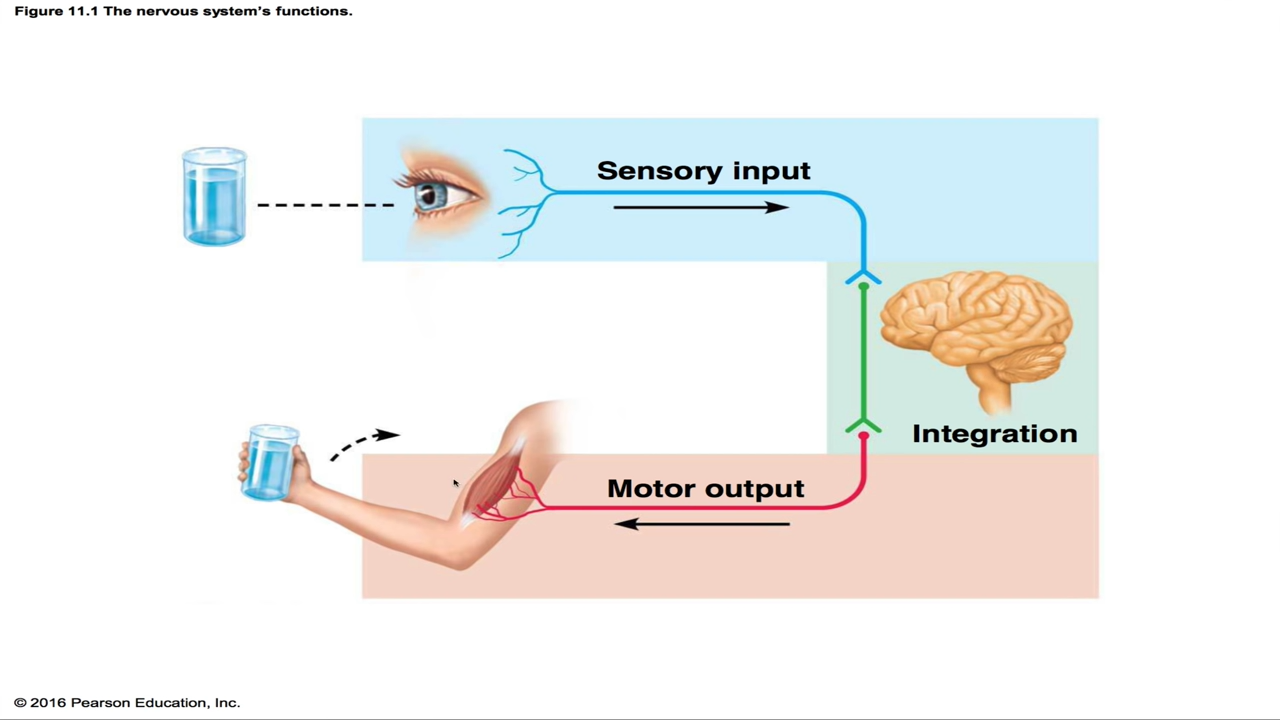 Figure 11.1 The nervous system’s functions.
Sensory input
Integration
Motor output
© 2016 Pearson Education, Inc.